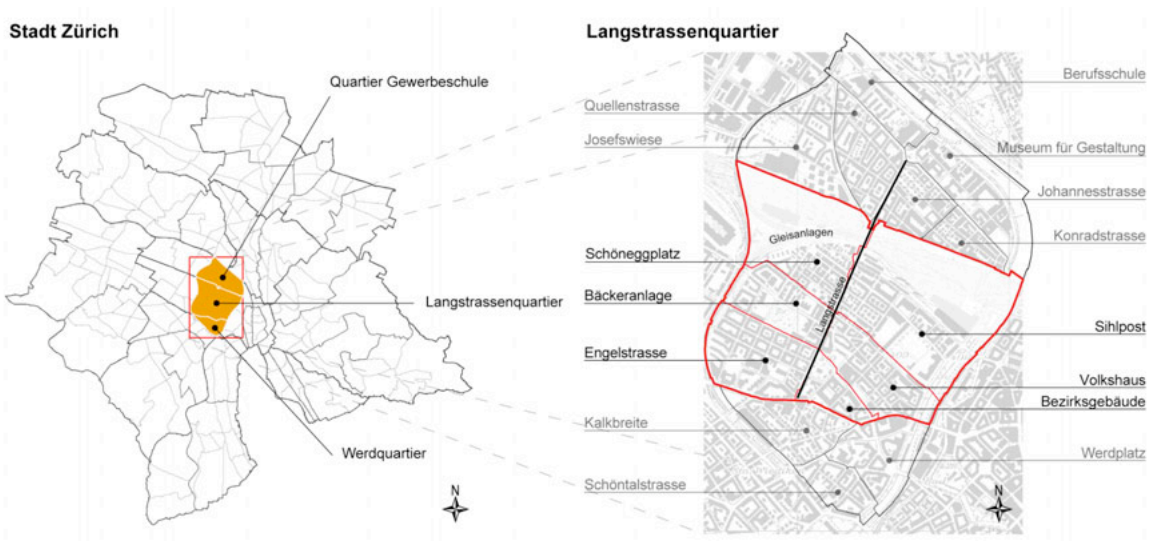 Stadt Zürich
Quartier Gewerbeschule
Langstrassenquartier
Werdquartier
N
Langstrassenquartier
Berufsschule
Quellenstrasse
Josefswiese
Museum für Gestaltung
Johannesstrasse
Konradstrasse
Gleisanlagen
Schöneggplatz
Bäckeranlage
Langstrasse
Sihlpost
Engelstrasse
Volkshaus
Bezirksgebäude
Kalkbreite
Werdplatz
Schöntalstrasse
N